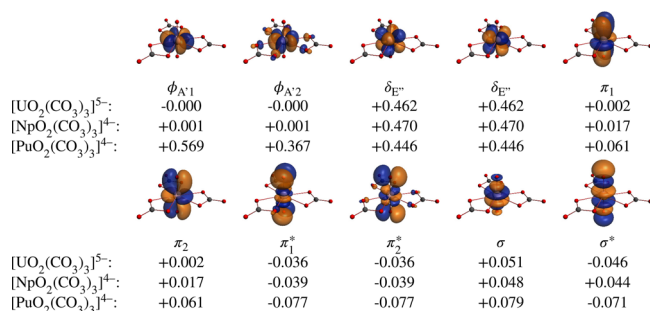 ϕA'1 ϕA'2 δE'' δE'' π1
[UO2(CO3)3]5−: -0.000 -0.000 +0.462 +0.462 +0.002
[NpO2(CO3)3]4−: +0.001 +0.001 +0.470 +0.470 +0.017
[PuO2(CO3)3]4−: +0.569 +0.367 +0.446 +0.446 +0.061
π2 π1* π2* σ σ*
[UO2(CO3)3]5−: +0.002 -0.036 -0.036 +0.051 -0.046
[NpO2(CO3)3]4−: +0.017 -0.039 -0.039 +0.048 +0.044
[PuO2(CO3)3]4−: +0.061 -0.077 -0.077 +0.079 -0.071